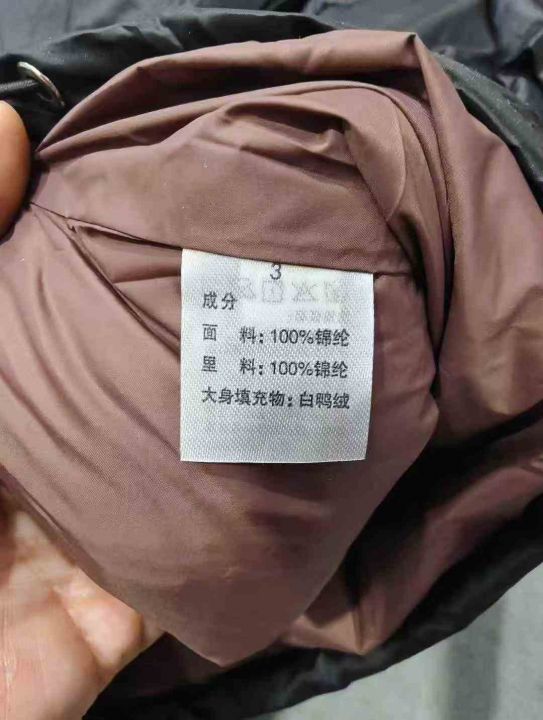 3
成分
面 料：100%锦纶
里 料：100%锦纶
大身填充物：白鸭绒